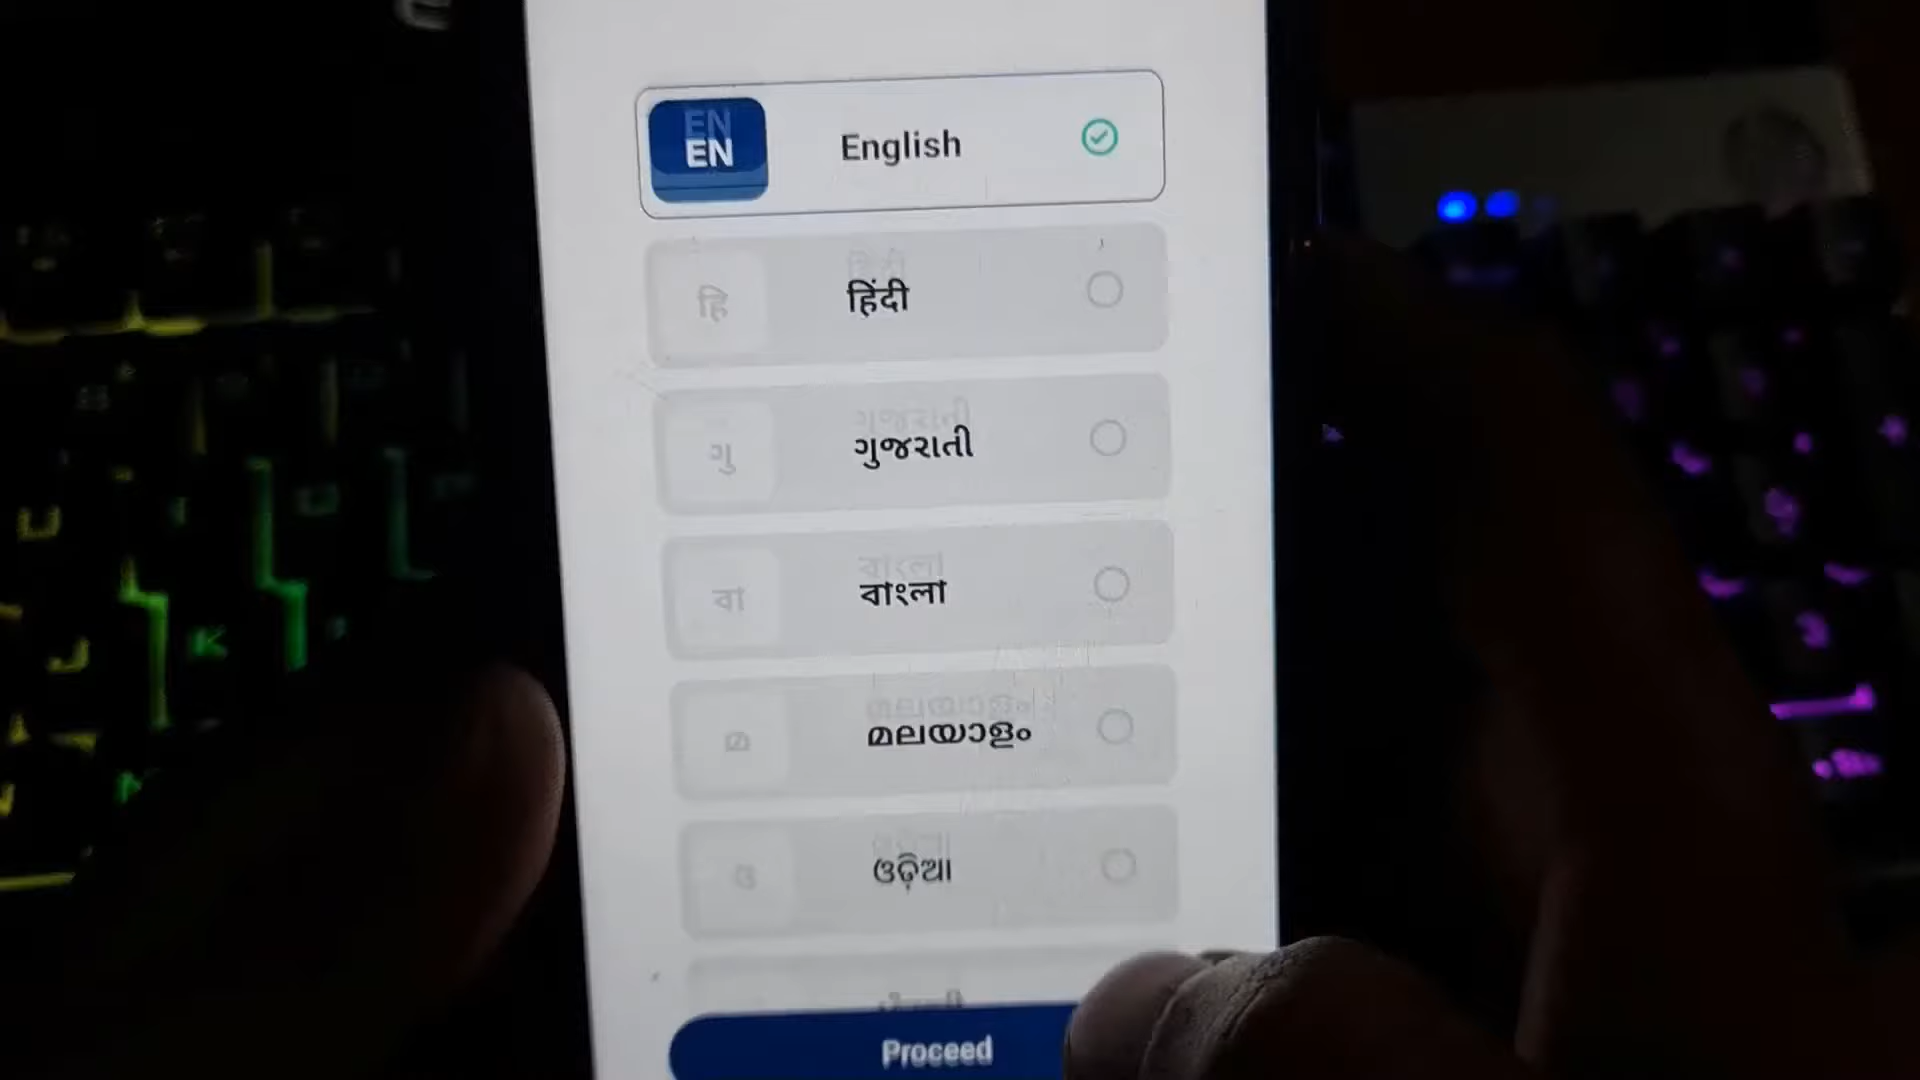 EN
English
हि
हिंदी
ગુ
ગુજરાતી
বা
বাংলা
മ
മലയാളം
ଓ
ଓଡ଼ିଆ
Proceed
K